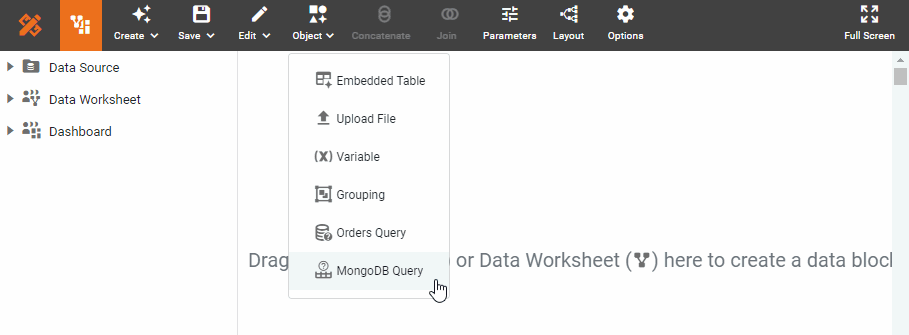 Create Save Edit Object Concatenate Join Parameters Layout Options Full Screen
Data Source
Data Worksheet
Dashboard
Embedded Table
Upload File
(x) Variable
Grouping
Orders Query
MongoDB Query
Drag or Data Worksheet ( ) here to create a data block